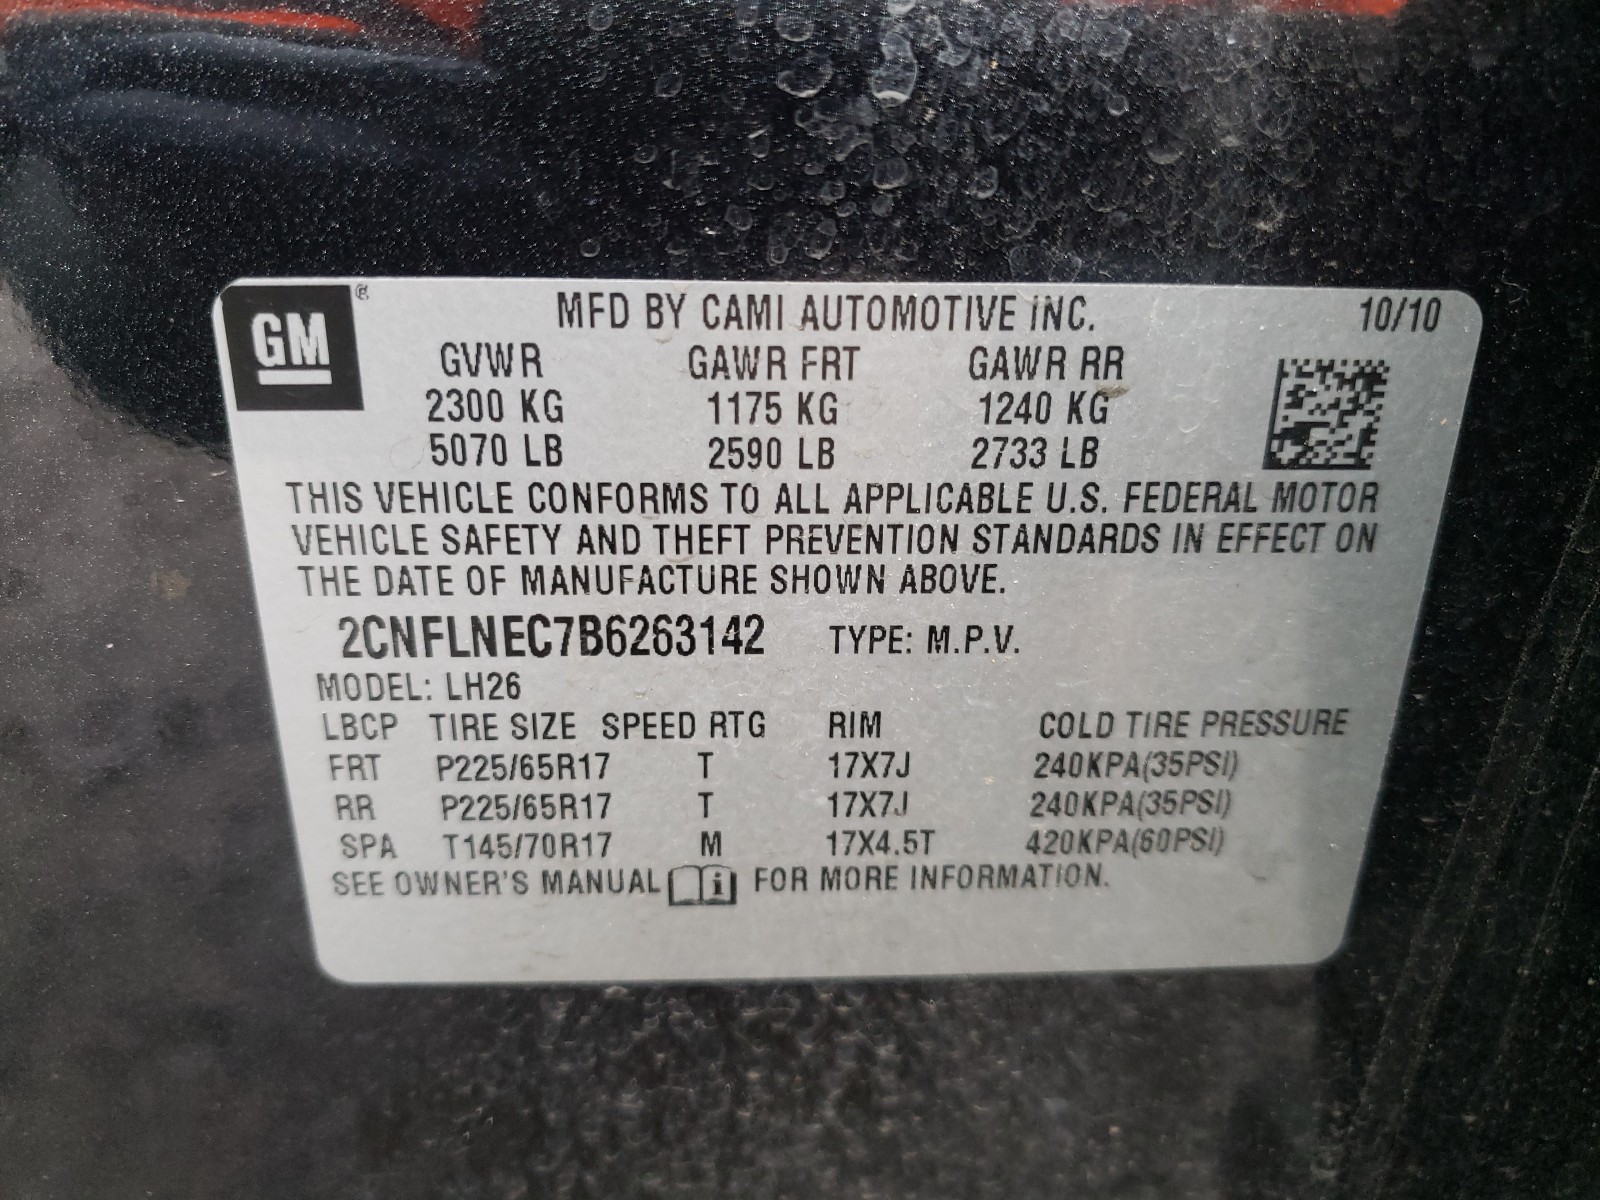 GM ® MFD BY CAMI AUTOMOTIVE INC. 10/10
GVWR GAWR FRT GAWR RR
2300 KG 1175 KG 1240 KG
5070 LB 2590 LB 2733 LB
THIS VEHICLE CONFORMS TO ALL APPLICABLE U.S. FEDERAL MOTOR
VEHICLE SAFETY AND THEFT PREVENTION STANDARDS IN EFFECT ON
THE DATE OF MANUFACTURE SHOWN ABOVE.
2CNFLNEC7B6263142 TYPE: M.P.V.
MODEL: LH26
LBCP TIRE SIZE SPEED RTG RIM COLD TIRE PRESSURE
FRT P225/65R17 T 17X7J 240KPA(35PSI)
RR P225/65R17 T 17X7J 240KPA(35PSI)
SPA T145/70R17 M 17X4.5T 420KPA(60PSI)
SEE OWNER'S MANUAL i FOR MORE INFORMATION.